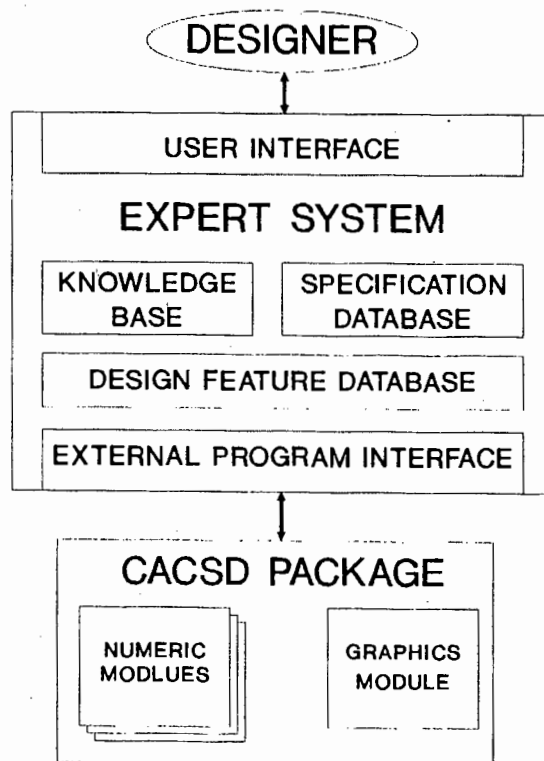 DESIGNER
USER INTERFACE
EXPERT SYSTEM
KNOWLEDGE
BASE
SPECIFICATION
DATABASE
DESIGN FEATURE DATABASE
EXTERNAL PROGRAM INTERFACE
CACSD PACKAGE
NUMERIC
MODLUES
GRAPHICS
MODULE